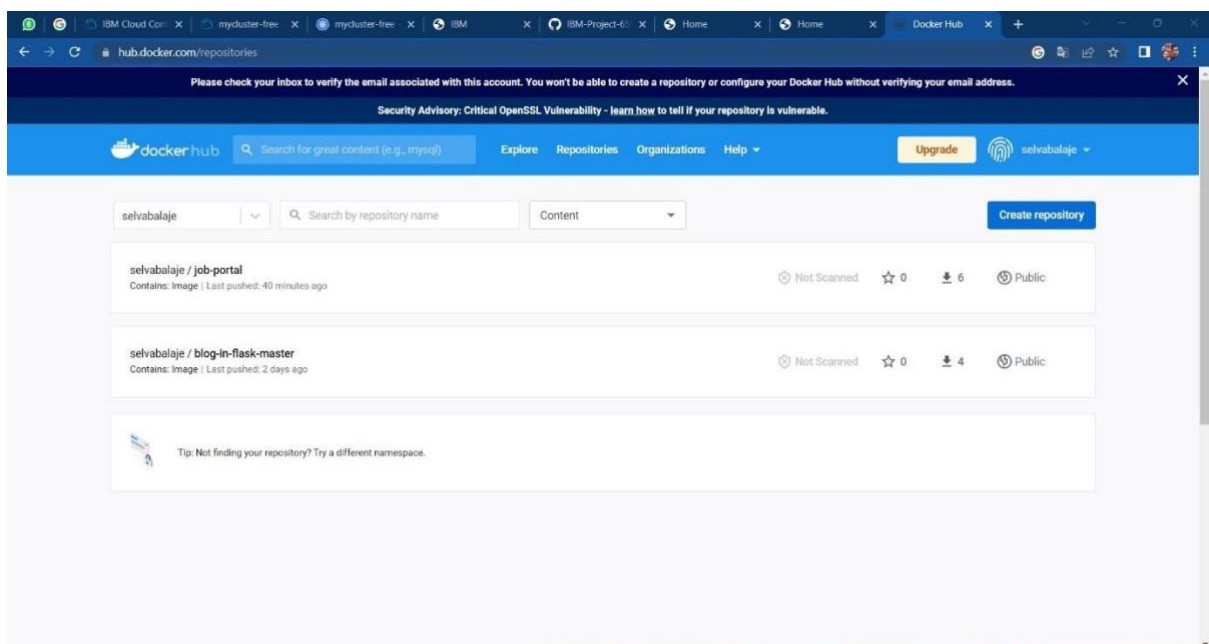 IBM Cloud Con
mycluster-free
mycluster-free
IBM
IBM-Project-65
Home
Home
Docker Hub
hub.docker.com/repositories
Please check your inbox to verify the email associated with this account. You won't be able to create a repository or configure your Docker Hub without verifying your email address.
Security Advisory: Critical OpenSSL Vulnerability - learn how to tell if your repository is vulnerable.
dockerhub
Search for great content (e.g., mysql)
Explore
Repositories
Organizations
Help
Upgrade
selvabalaje
selvabalaje
Search by repository name
Content
Create repository
selvabalaje / job-portal
Contains: Image | Last pushed: 40 minutes ago
Not Scanned
0
6
Public
selvabalaje / blog-in-flask-master
Contains: Image | Last pushed: 2 days ago
Not Scanned
0
4
Public
Tip: Not finding your repository? Try a different namespace.